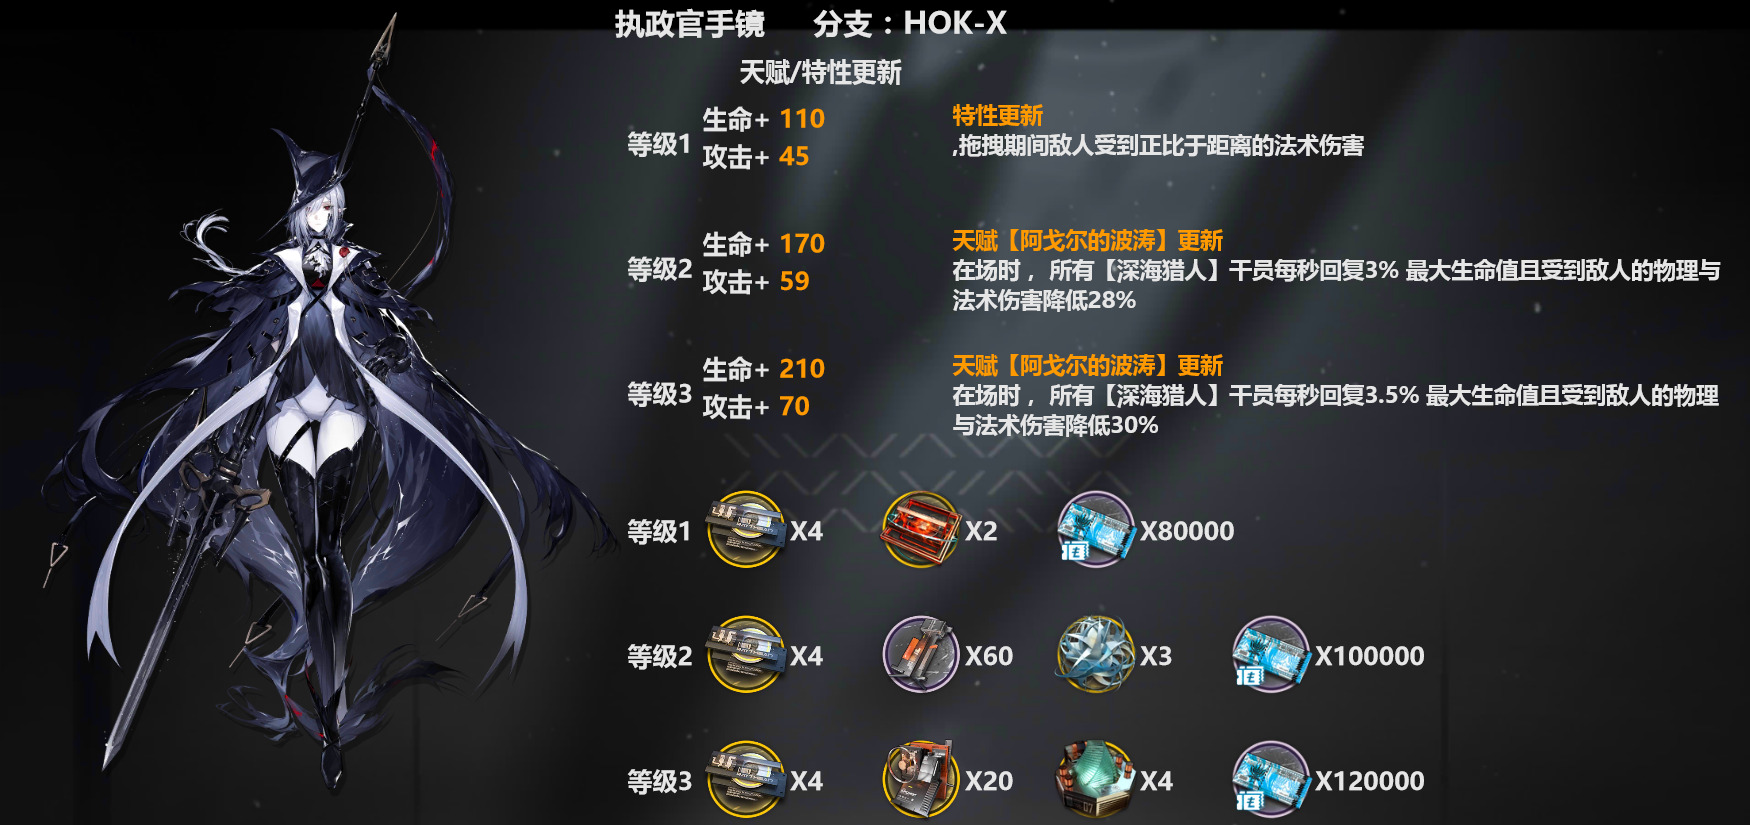 执政官手镜 分支：HOK-X
天赋/特性更新
等级1
生命+ 110
攻击+ 45
特性更新
,拖拽期间敌人受到正比于距离的法术伤害
等级2
生命+ 170
攻击+ 59
天赋【阿戈尔的波涛】更新
在场时，所有【深海猎人】干员每秒回复3% 最大生命值且受到敌人的物理与
法术伤害降低28%
等级3
生命+ 210
攻击+ 70
天赋【阿戈尔的波涛】更新
在场时，所有【深海猎人】干员每秒回复3.5% 最大生命值且受到敌人的物理
与法术伤害降低30%
等级1 X4 X2 X80000
等级2 X4 X60 X3 X100000
等级3 X4 X20 X4 X120000